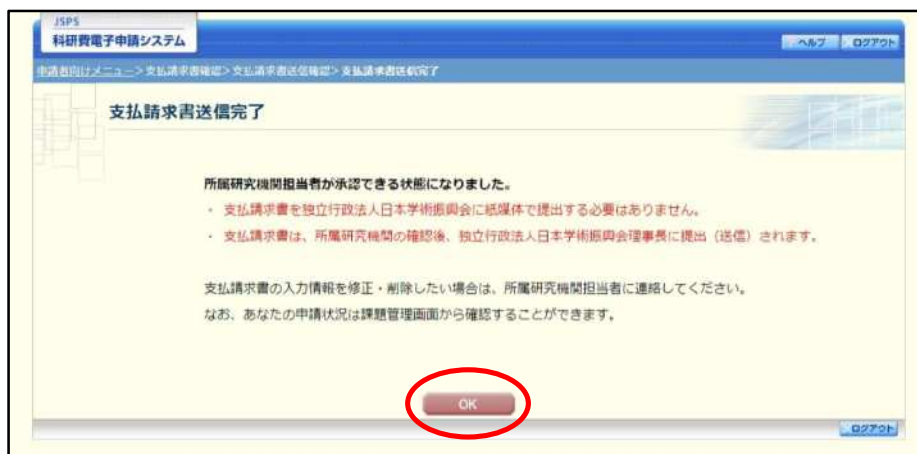 JSPS
科研費電子申請システム
ヘルプ ログアウト
申請者向けメニュー>支払請求書確認>支払請求書送信確認>支払請求書送信完了
支払請求書送信完了
所属研究機関担当者が承認できる状態になりました。
・ 支払請求書を独立行政法人日本学術振興会に紙媒体で提出する必要はありません。
・ 支払請求書は、所属研究機関の確認後、独立行政法人日本学術振興会理事長に提出（送信）されます。
支払請求書の入力情報を修正・削除したい場合は、所属研究機関担当者に連絡してください。
なお、あなたの申請状況は課題管理画面から確認することができます。
OK
ログアウト